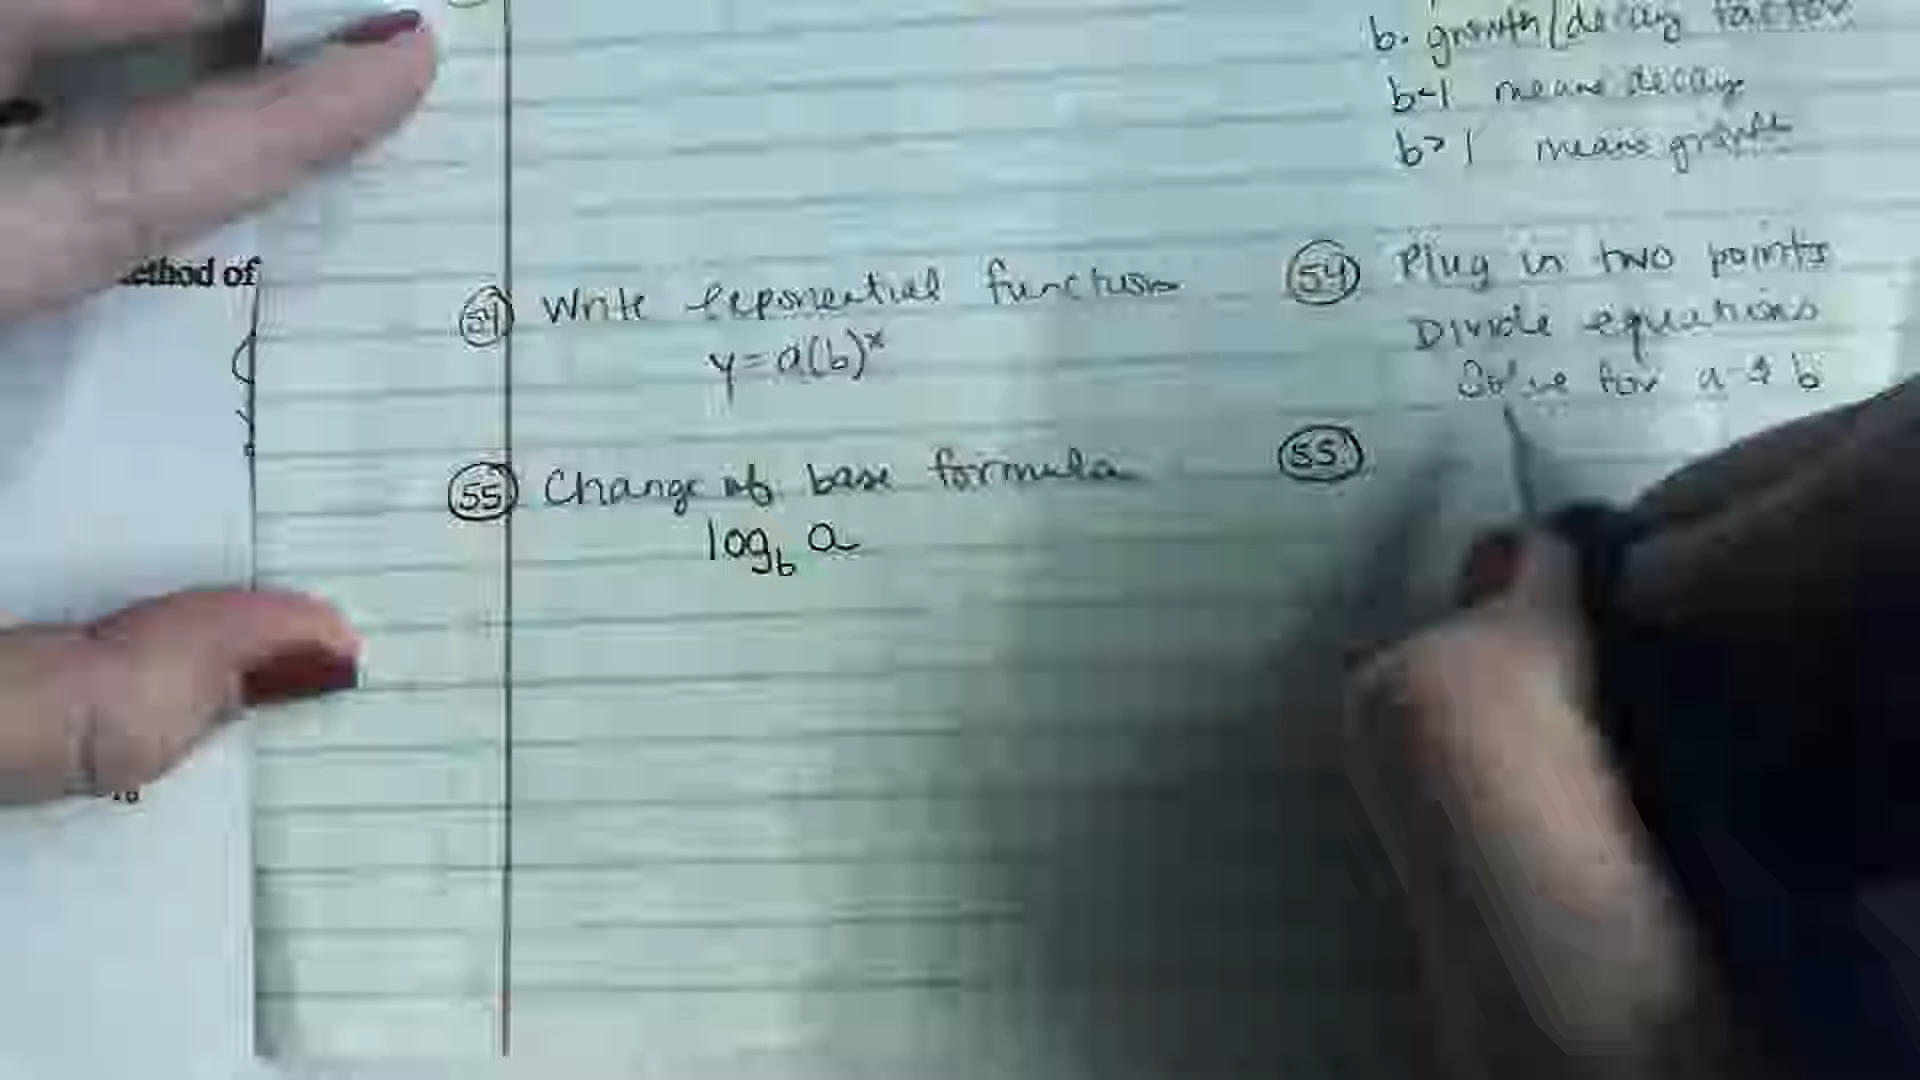 b. growth/decay factor
b<1 means decay
b>1 means growth
ethod of
54 Write exponential function
y=a(b)^x
54 Plug in two points
Divide equations
Solve for a & b
55 Change of base formula
log_b a
55